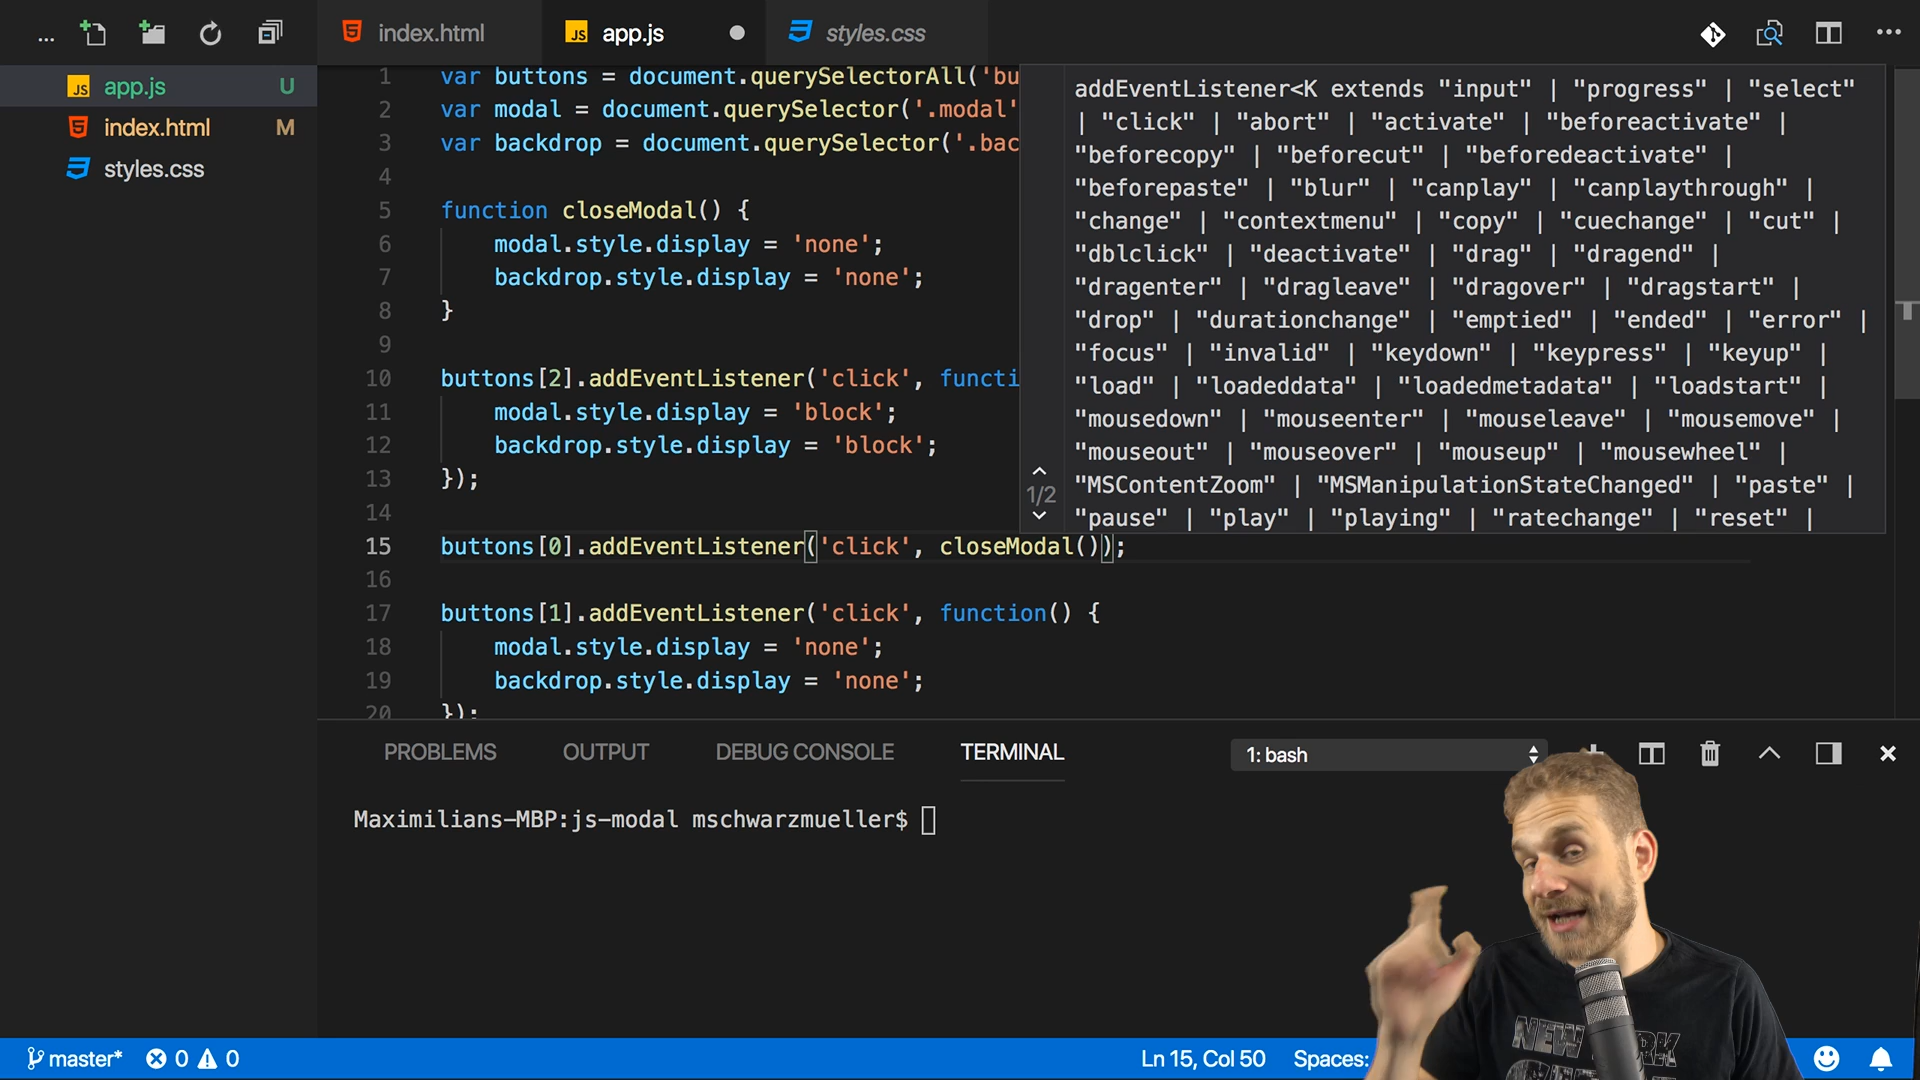 ...
index.html
app.js
styles.css
app.js U
index.html M
styles.css
1 var buttons = document.querySelectorAll('bu
2 var modal = document.querySelector('.modal'
3 var backdrop = document.querySelector('.bac
4
5 function closeModal() {
6 modal.style.display = 'none';
7 backdrop.style.display = 'none';
8 }
9
10 buttons[2].addEventListener('click', functi
11 modal.style.display = 'block';
12 backdrop.style.display = 'block';
13 });
14
15 buttons[0].addEventListener('click', closeModal());
16
17 buttons[1].addEventListener('click', function() {
18 modal.style.display = 'none';
19 backdrop.style.display = 'none';
20 });
addEventListener<K extends "input" | "progress" | "select"
| "click" | "abort" | "activate" | "beforeactivate" |
"beforecopy" | "beforecut" | "beforedeactivate" |
"beforepaste" | "blur" | "canplay" | "canplaythrough" |
"change" | "contextmenu" | "copy" | "cuechange" | "cut" |
"dblclick" | "deactivate" | "drag" | "dragend" |
"dragenter" | "dragleave" | "dragover" | "dragstart" |
"drop" | "durationchange" | "emptied" | "ended" | "error" |
"focus" | "invalid" | "keydown" | "keypress" | "keyup" |
"load" | "loadeddata" | "loadedmetadata" | "loadstart" |
"mousedown" | "mouseenter" | "mouseleave" | "mousemove" |
"mouseout" | "mouseover" | "mouseup" | "mousewheel" |
"MSContentZoom" | "MSManipulationStateChanged" | "paste" |
"pause" | "play" | "playing" | "ratechange" | "reset" |
1/2
PROBLEMS OUTPUT DEBUG CONSOLE TERMINAL 1: bash
Maximilians-MBP:js-modal mschwarzmueller$
NEW
master* 0 0 Ln 15, Col 50 Spaces: